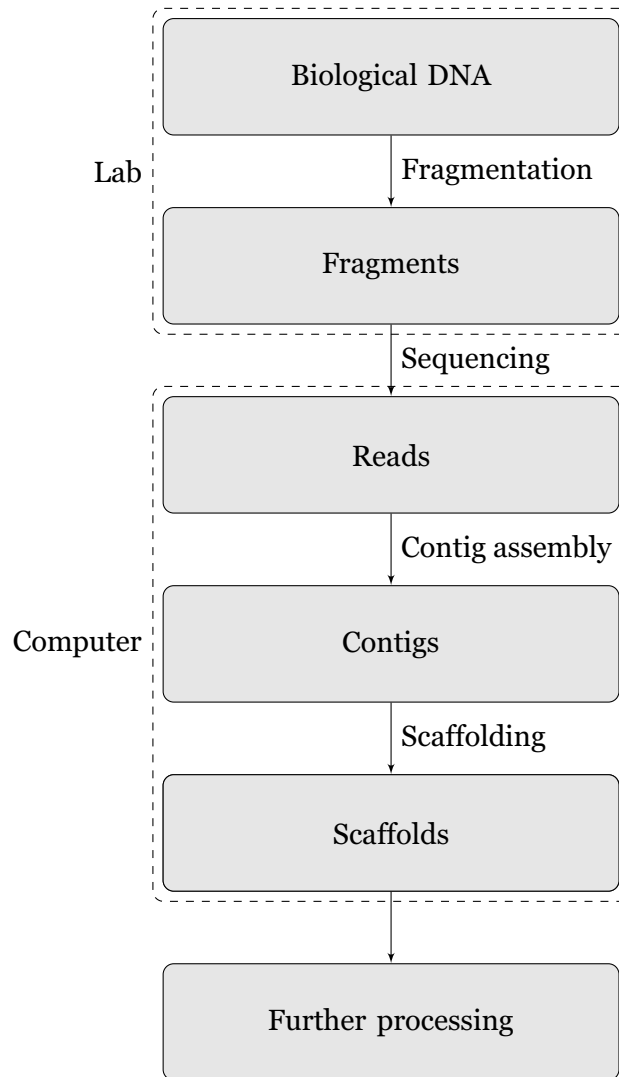 Biological DNA
Lab
Fragmentation
Fragments
Sequencing
Reads
Contig assembly
Computer
Contigs
Scaffolding
Scaffolds
Further processing